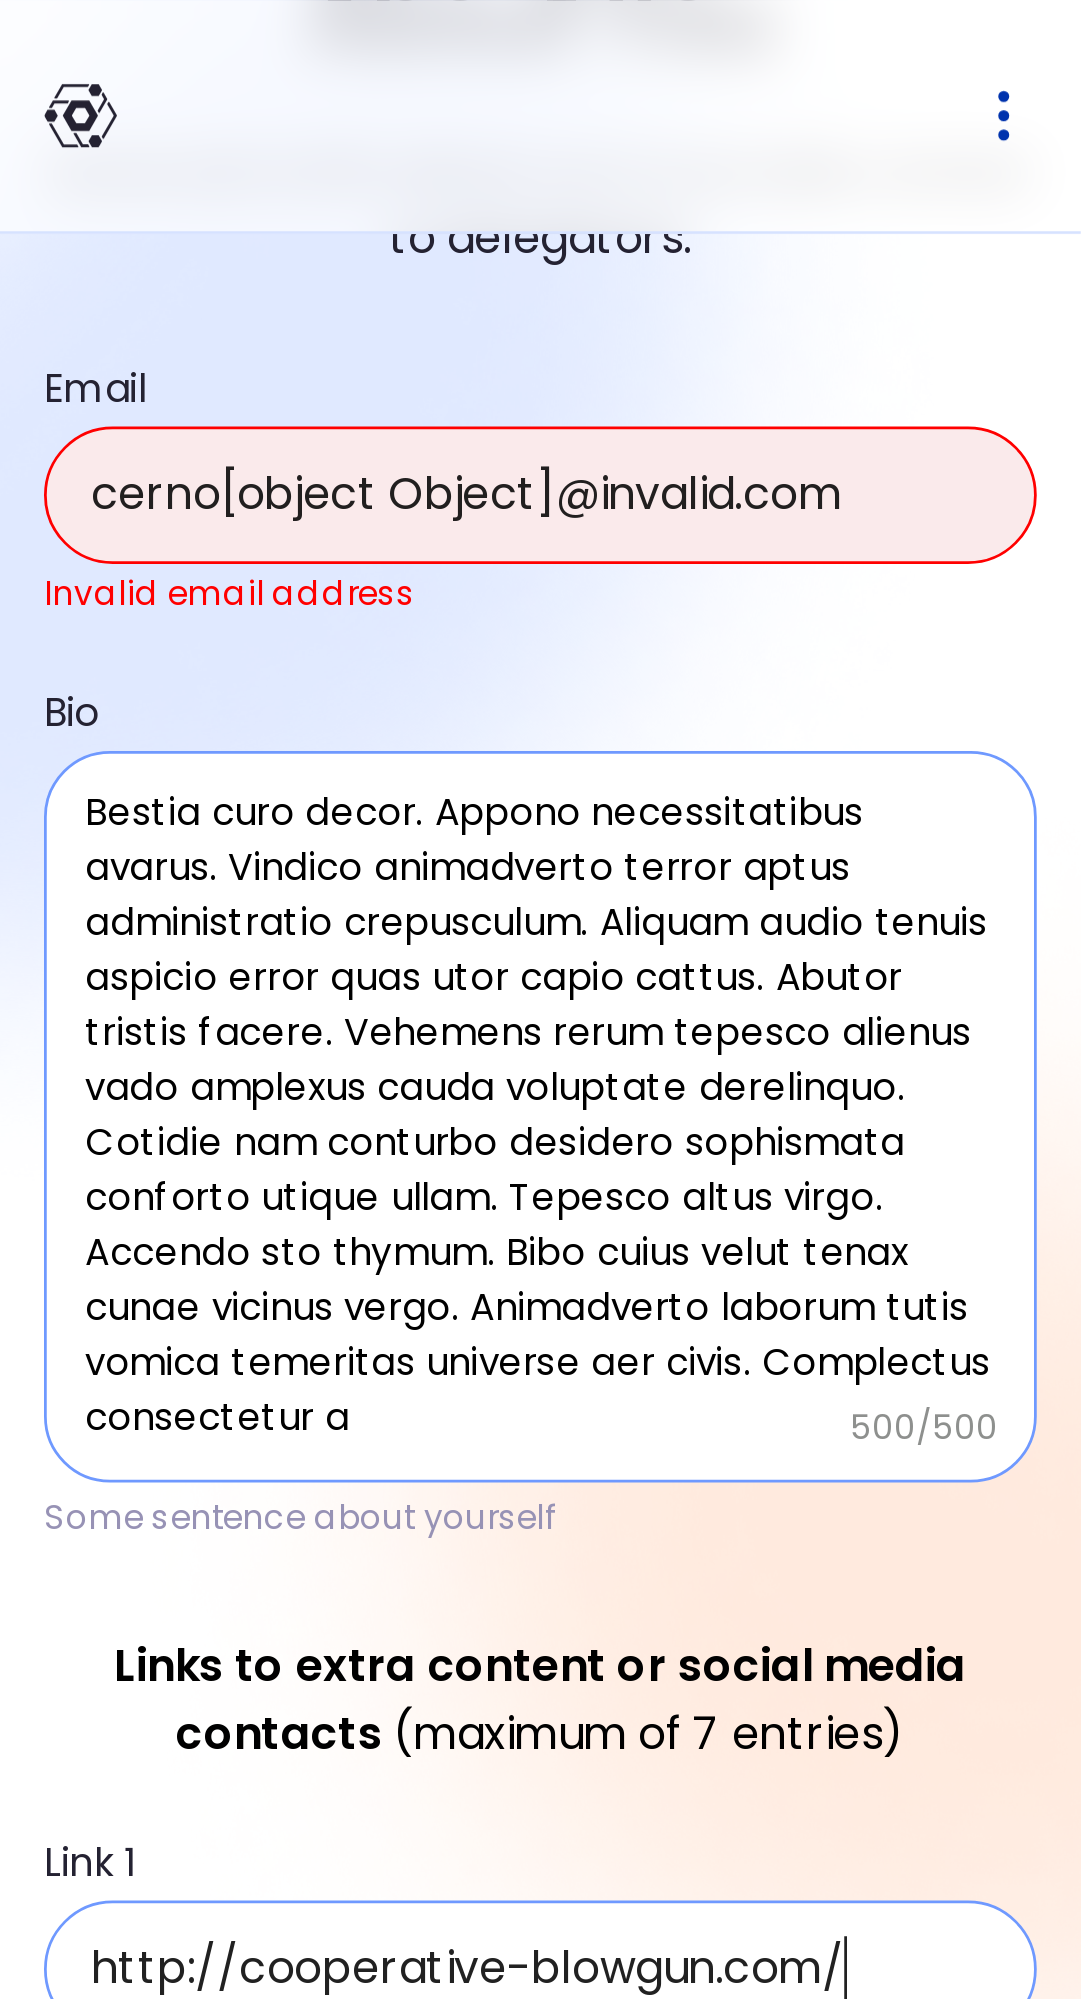 to delegators.
Email
cerno[object Object]@invalid.com
Invalid email address
Bio
Bestia curo decor. Appono necessitatibus
avarus. Vindico animadverto terror aptus
administratio crepusculum. Aliquam audio tenuis
aspicio error quas utor capio cattus. Abutor
tristis facere. Vehemens rerum tepesco alienus
vado amplexus cauda voluptate derelinquo.
Cotidie nam conturbo desidero sophismata
conforto utique ullam. Tepesco altus virgo.
Accendo sto thymum. Bibo cuius velut tenax
cunae vicinus vergo. Animadverto laborum tutis
vomica temeritas universe aer civis. Complectus
consectetur a
500/500
Some sentence about yourself
Links to extra content or social media
contacts (maximum of 7 entries)
Link 1
http://cooperative-blowgun.com/